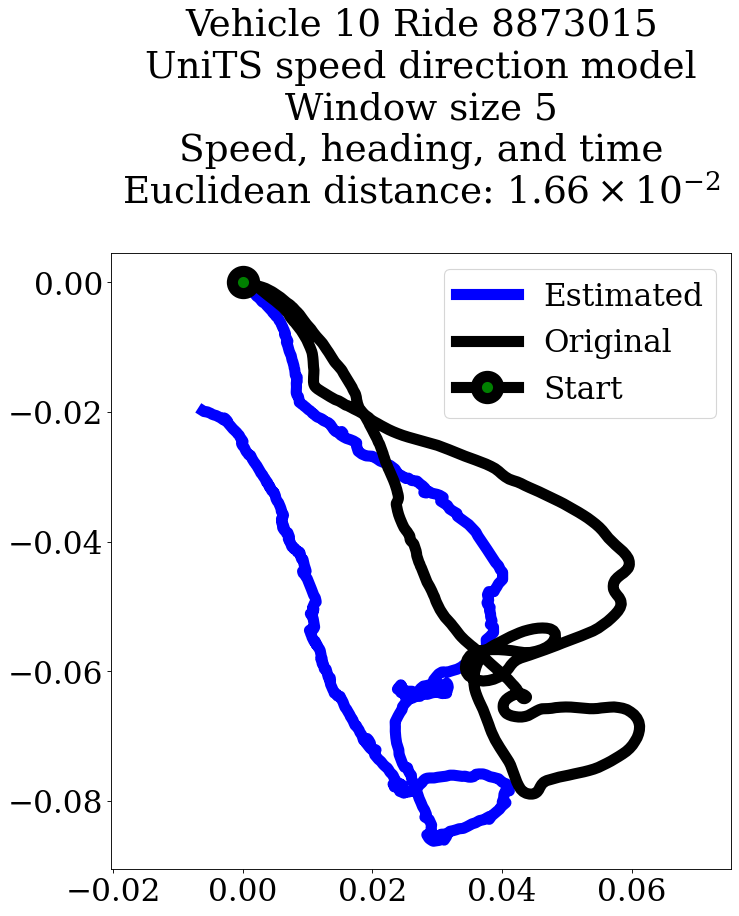 Vehicle 10 Ride 8873015
UniTS speed direction model
Window size 5
Speed, heading, and time
Euclidean distance: 1.66 × 10⁻²
Estimated
Original
Start
0.00
−0.02
−0.04
−0.06
−0.08
−0.02 0.00 0.02 0.04 0.06